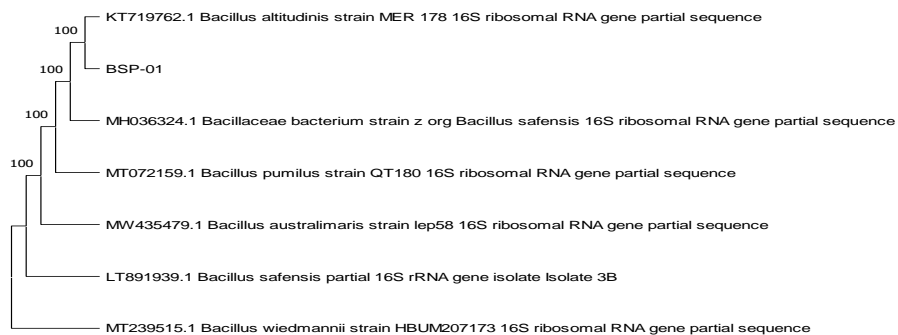 KT719762.1 Bacillus altitudinis strain MER 178 16S ribosomal RNA gene partial sequence
100
BSP-01
100
MH036324.1 Bacillaceae bacterium strain z org Bacillus safensis 16S ribosomal RNA gene partial sequence
100
MT072159.1 Bacillus pumilus strain QT180 16S ribosomal RNA gene partial sequence
100
MW435479.1 Bacillus australimaris strain lep58 16S ribosomal RNA gene partial sequence
LT891939.1 Bacillus safensis partial 16S rRNA gene isolate Isolate 3B
MT239515.1 Bacillus wiedmannii strain HBUM207173 16S ribosomal RNA gene partial sequence